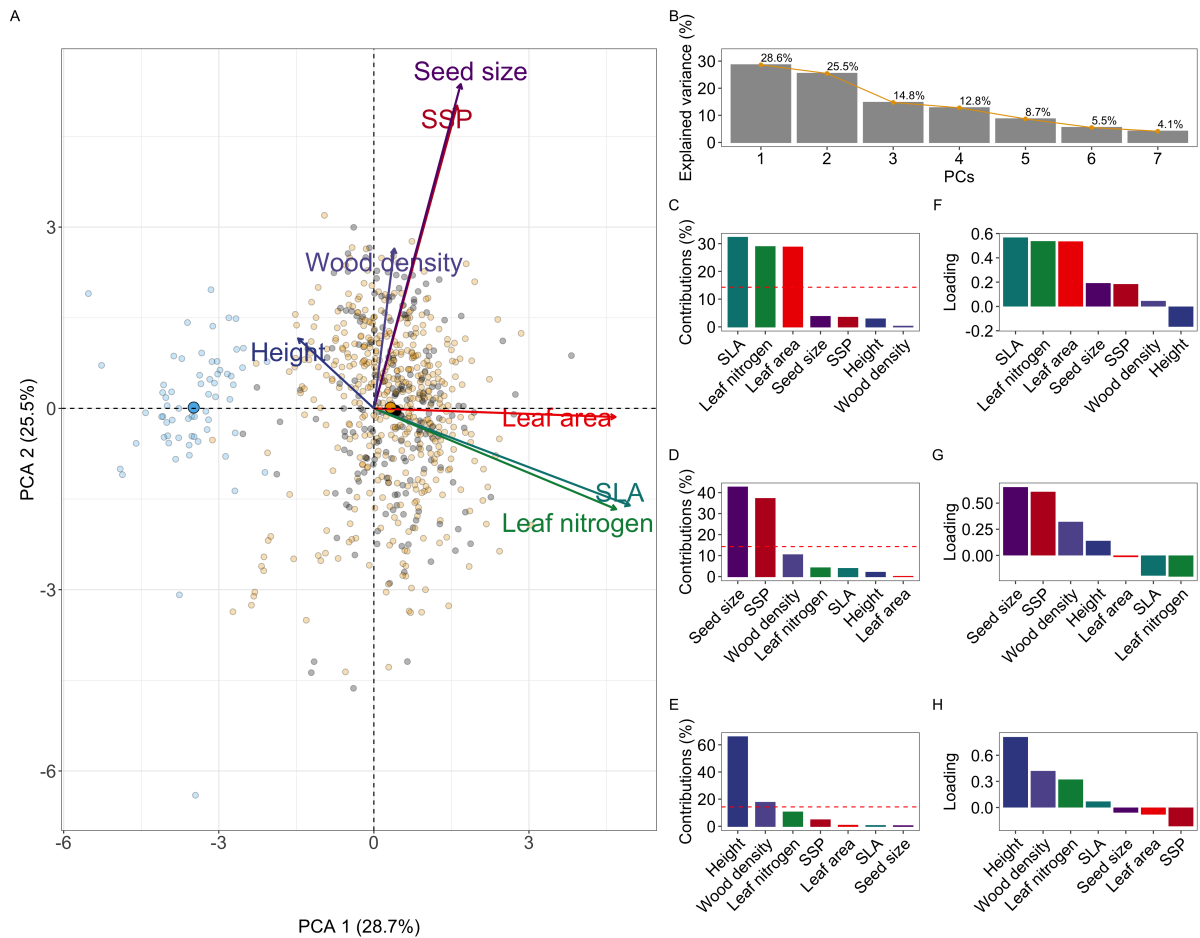 A
Seed size
SSP
Wood density
Height
Leaf area
SLA
Leaf nitrogen
3
0
-3
-6
-6
-3
0
3
PCA 2 (25.5%)
PCA 1 (28.7%)
B
Explained variance (%)
30
20
10
0
28.6%
25.5%
14.8%
12.8%
8.7%
5.5%
4.1%
1 2 3 4 5 6 7
PCs
C
Contributions (%)
30
20
10
0
SLA
Leaf nitrogen
Leaf area
Seed size
SSP
Height
Wood density
F
Loading
0.6
0.4
0.2
0.0
-0.2
SLA
Leaf nitrogen
Leaf area
Seed size
SSP
Wood density
Height
D
Contributions (%)
40
30
20
10
0
Seed size
SSP
Wood density
Leaf nitrogen
SLA
Height
Leaf area
G
Loading
0.50
0.25
0.00
Seed size
SSP
Wood density
Height
Leaf area
SLA
Leaf nitrogen
E
Contributions (%)
60
40
20
0
Height
Wood density
Leaf nitrogen
SSP
Leaf area
SLA
Seed size
H
Loading
0.6
0.3
0.0
Height
Wood density
Leaf nitrogen
SLA
Seed size
Leaf area
SSP